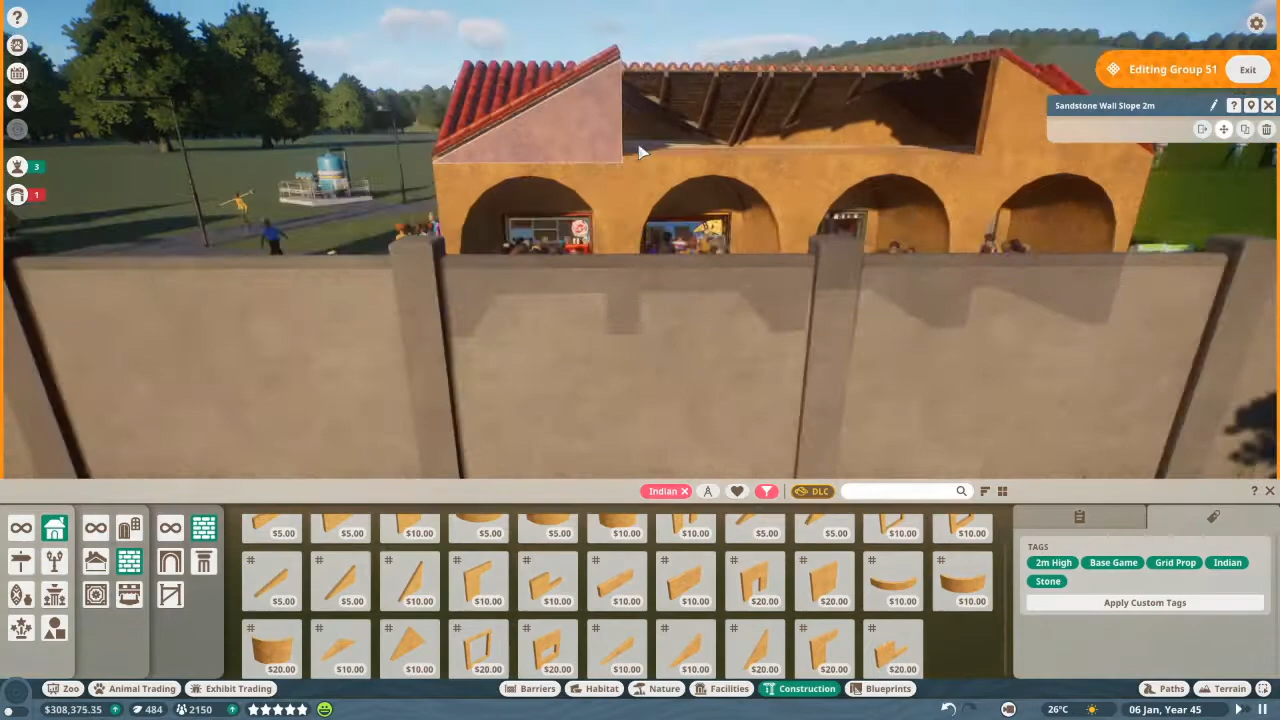 ?
Editing Group 51
Exit
Sandstone Wall Slope 2m
?
3
1
Indian ×
DLC
? ×
$5.00 $5.00 $10.00 $5.00 $5.00 $10.00 $10.00 $5.00 $5.00 $10.00 $10.00
# # # # # # # # # # #
$5.00 $5.00 $10.00 $10.00 $10.00 $10.00 $10.00 $20.00 $20.00 $10.00 $10.00
# # # # # # # # # #
$20.00 $10.00 $10.00 $20.00 $20.00 $10.00 $10.00 $20.00 $20.00 $20.00
TAGS
2m High Base Game Grid Prop Indian
Stone
Apply Custom Tags
Zoo Animal Trading Exhibit Trading Barriers Habitat Nature Facilities Construction Blueprints Paths Terrain
$308,375.35 484 2150 26°C 06 Jan, Year 45